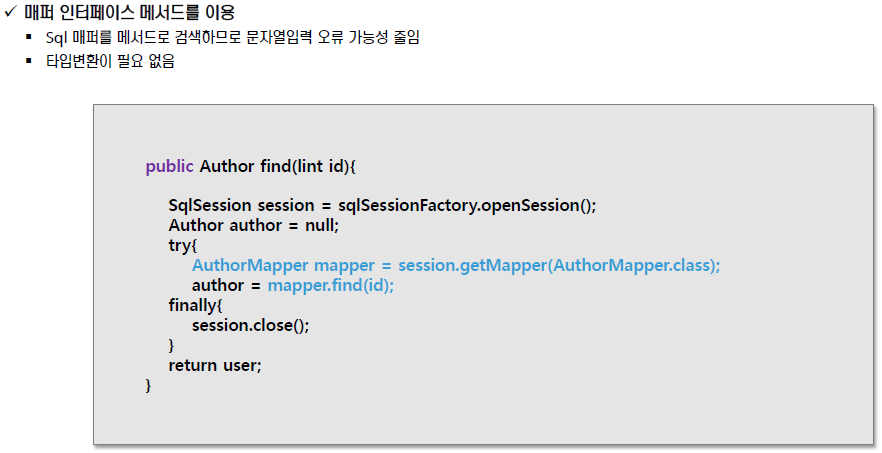 ✓ 매퍼 인터페이스 메서드를 이용
▪ Sql 매퍼를 메서드로 검색하므로 문자열입력 오류 가능성 줄임
▪ 타입변환이 필요 없음
public Author find(lint id){
SqlSession session = sqlSessionFactory.openSession();
Author author = null;
try{
AuthorMapper mapper = session.getMapper(AuthorMapper.class);
author = mapper.find(id);
finally{
session.close();
}
return user;
}